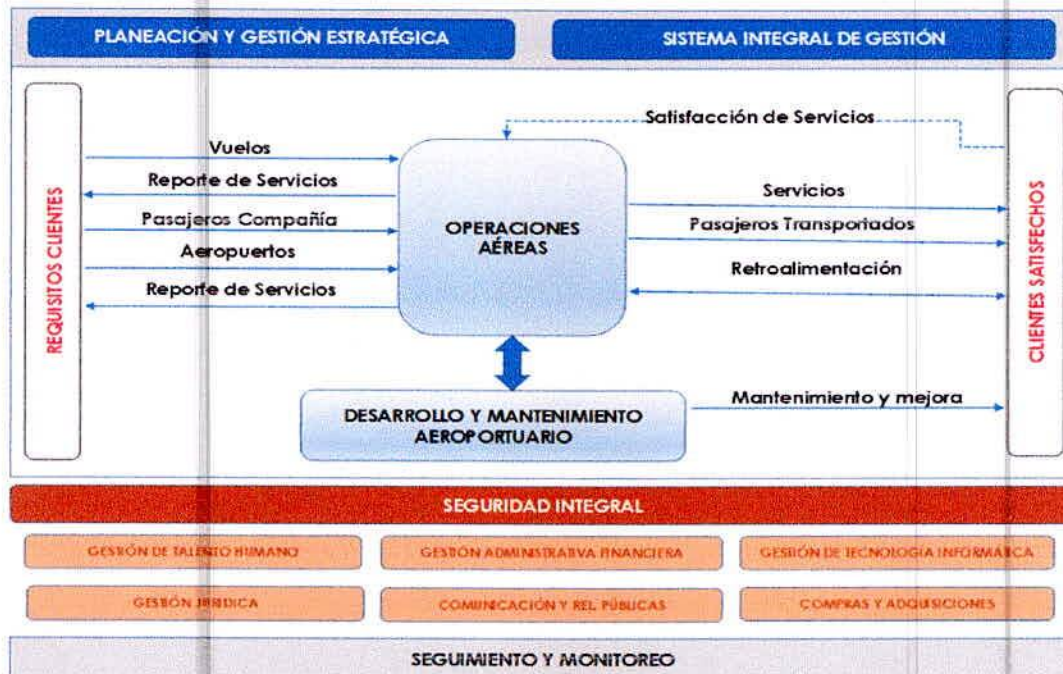 PLANEACIÓN Y GESTIÓN ESTRATÉGICA
SISTEMA INTEGRAL DE GESTIÓN
REQUISITOS CLIENTES
Vuelos
Reporte de Servicios
Pasajeros Compañía
Aeropuertos
Reporte de Servicios
OPERACIONES
AÉREAS
Satisfacción de Servicios
Servicios
Pasajeros Transportados
Retroalimentación
Mantenimiento y mejora
CLIENTES SATISFECHOS
DESARROLLO Y MANTENIMIENTO
AEROPORTUARIO
SEGURIDAD INTEGRAL
GESTIÓN DE TALENTO HUMANO
GESTIÓN ADMINISTRATIVA FINANCIERA
GESTIÓN DE TECNOLOGÍA INFORMÁTICA
GESTIÓN JURÍDICA
COMUNICACIÓN Y REL. PÚBLICAS
COMPRAS Y ADQUISICIONES
SEGUIMIENTO Y MONITOREO